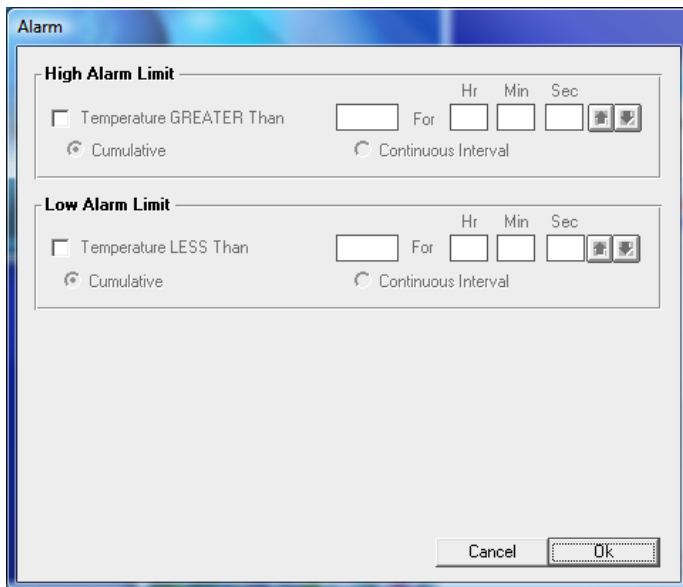 Alarm
High Alarm Limit
Hr Min Sec
Temperature GREATER Than For
Cumulative Continuous Interval
Low Alarm Limit
Hr Min Sec
Temperature LESS Than For
Cumulative Continuous Interval
Cancel Ok